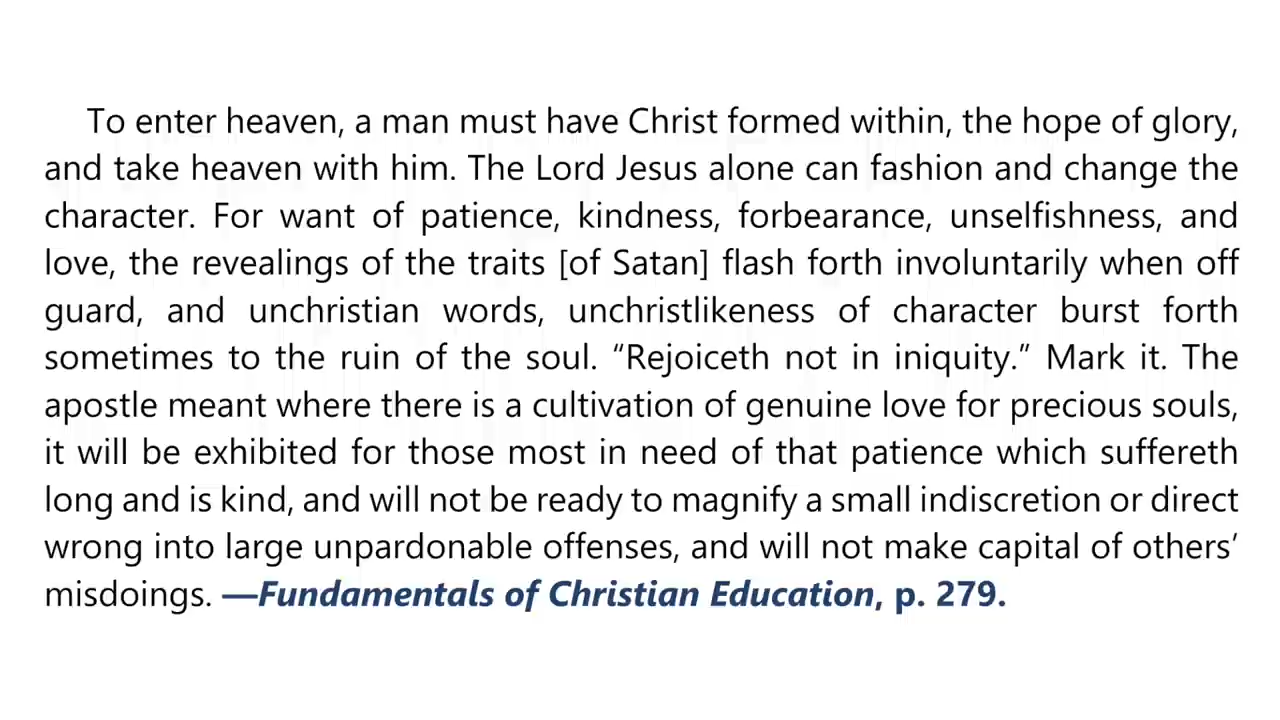 To enter heaven, a man must have Christ formed within, the hope of glory,
and take heaven with him. The Lord Jesus alone can fashion and change the
character. For want of patience, kindness, forbearance, unselfishness, and
love, the revealings of the traits [of Satan] flash forth involuntarily when off
guard, and unchristian words, unchristlikeness of character burst forth
sometimes to the ruin of the soul. “Rejoiceth not in iniquity.” Mark it. The
apostle meant where there is a cultivation of genuine love for precious souls,
it will be exhibited for those most in need of that patience which suffereth
long and is kind, and will not be ready to magnify a small indiscretion or direct
wrong into large unpardonable offenses, and will not make capital of others’
misdoings. —Fundamentals of Christian Education, p. 279.